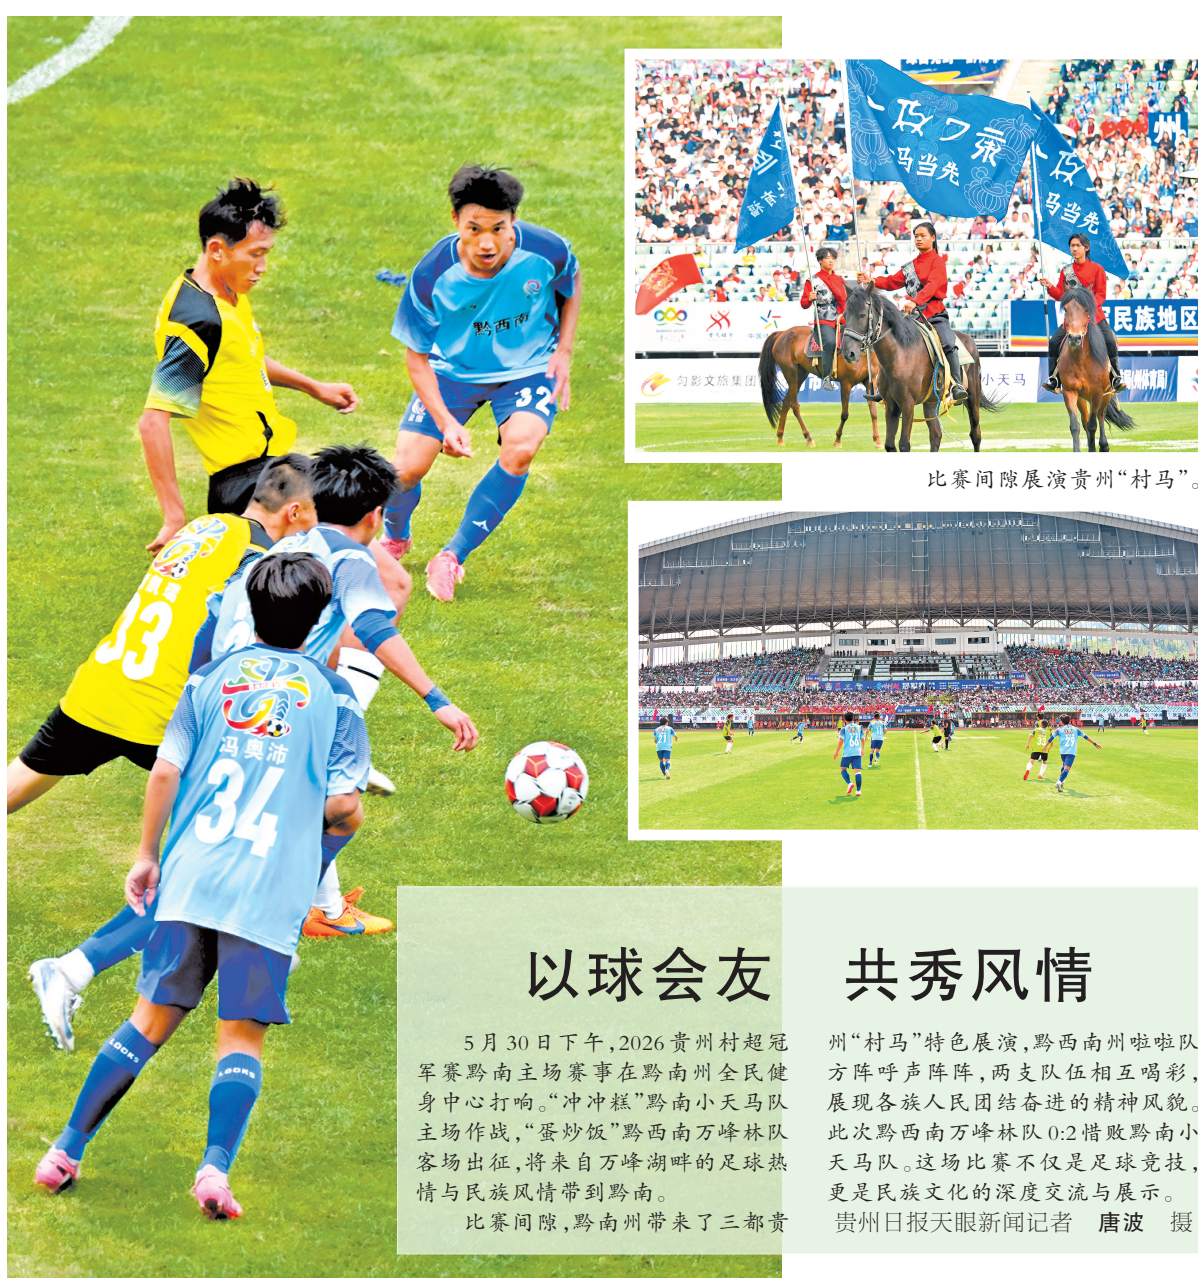 黔西南
32
33
冯奥沛
34
LOOKS
LOOKS
马当先
马当先
州
民族地区
匀影文旅集团
小天马
比赛间隙展演贵州“村马”。
21
66
29
以球会友 共秀风情
5月30日下午,2026贵州村超冠
军赛黔南主场赛事在黔南州全民健
身中心打响。“冲冲糕”黔南小天马队
主场作战,“蛋炒饭”黔西南万峰林队
客场出征,将来自万峰湖畔的足球热
情与民族风情带到黔南。
比赛间隙,黔南州带来了三都贵
州“村马”特色展演,黔西南州啦啦队
方阵呼声阵阵,两支队伍相互喝彩,
展现各族人民团结奋进的精神风貌。
此次黔西南万峰林队0:2惜败黔南小
天马队。这场比赛不仅是足球竞技,
更是民族文化的深度交流与展示。
贵州日报天眼新闻记者 唐波 摄